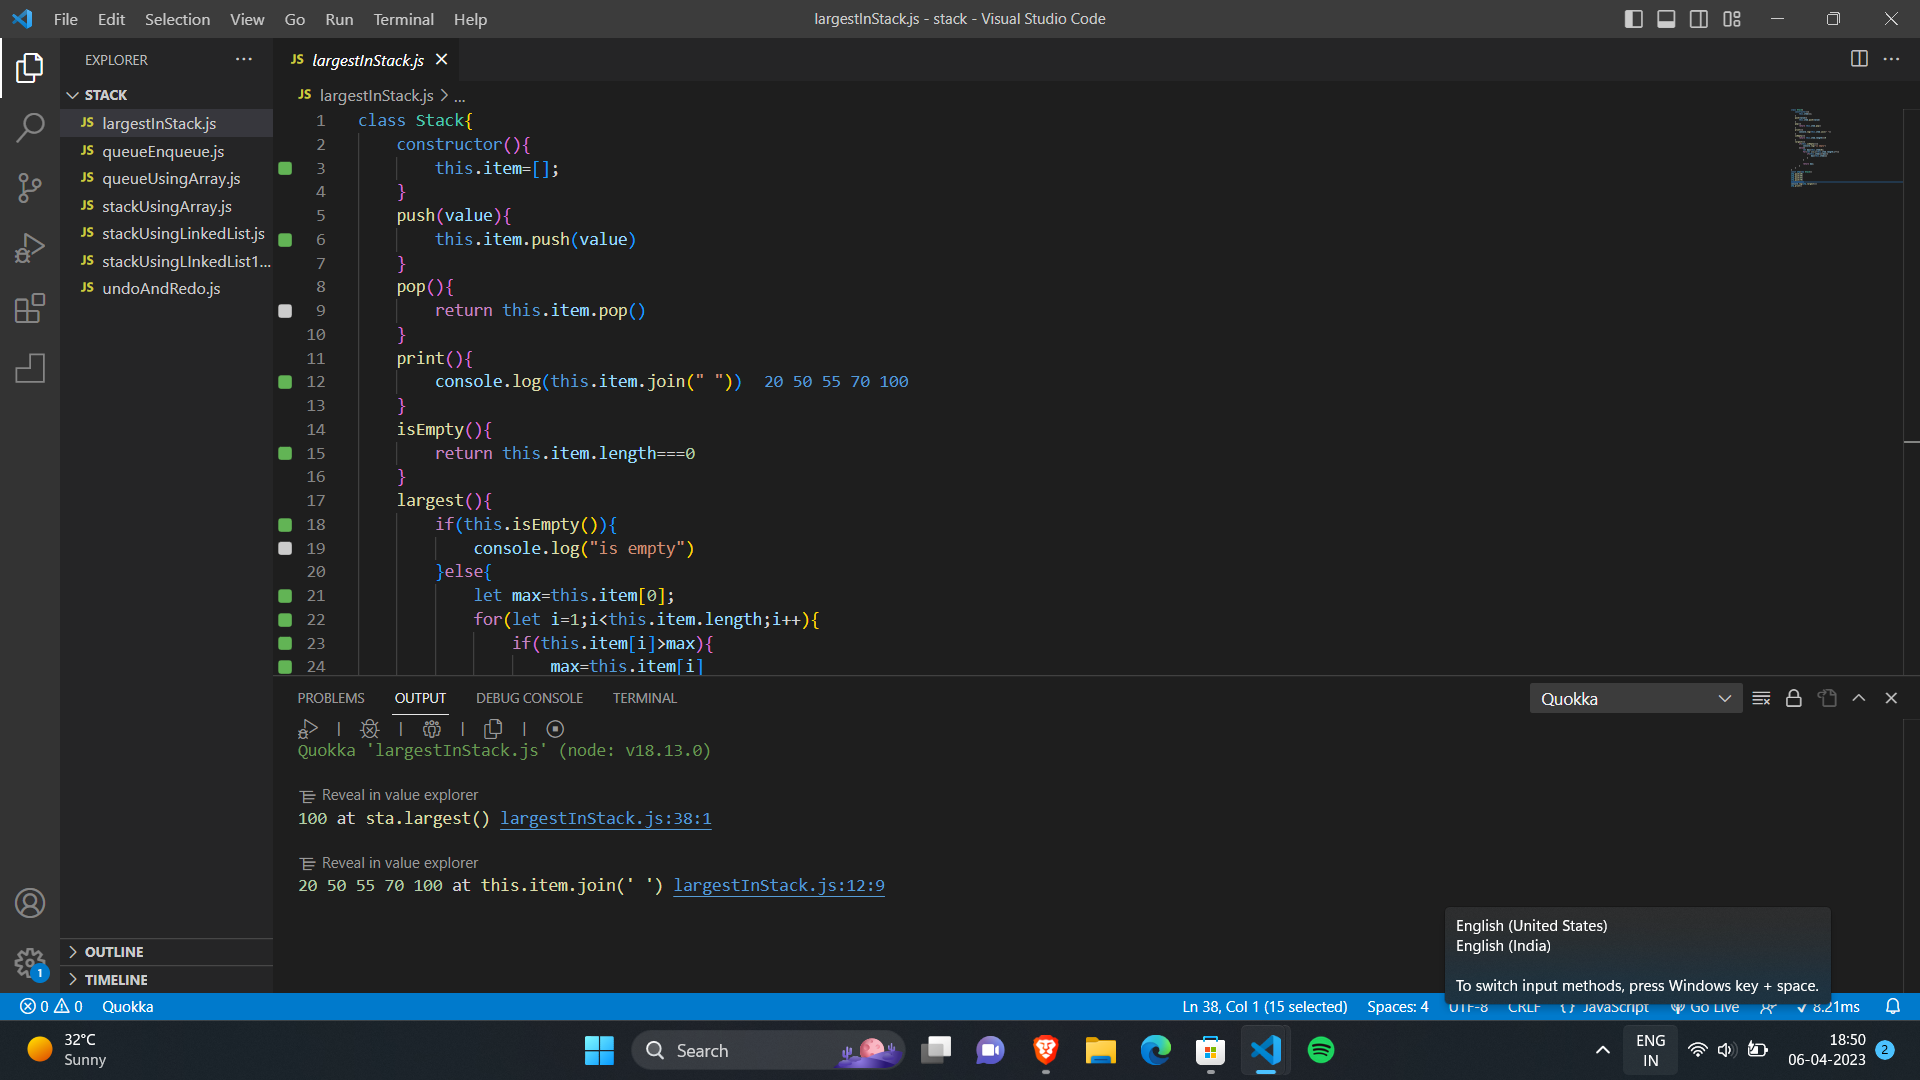 File Edit Selection View Go Run Terminal Help
largestInStack.js - stack - Visual Studio Code
EXPLORER
STACK
JS largestInStack.js
JS queueEnqueue.js
JS queueUsingArray.js
JS stackUsingArray.js
JS stackUsingLinkedList.js
JS stackUsingLInkedList1...
JS undoAndRedo.js
OUTLINE
TIMELINE
JS largestInStack.js
JS largestInStack.js > ...
1 class Stack{
2 constructor(){
3 this.item=[];
4 }
5 push(value){
6 this.item.push(value)
7 }
8 pop(){
9 return this.item.pop()
10 }
11 print(){
12 console.log(this.item.join(" ")) 20 50 55 70 100
13 }
14 isEmpty(){
15 return this.item.length===0
16 }
17 largest(){
18 if(this.isEmpty()){
19 console.log("is empty")
20 }else{
21 let max=this.item[0];
22 for(let i=1;i<this.item.length;i++){
23 if(this.item[i]>max){
24 max=this.item[i]
PROBLEMS OUTPUT DEBUG CONSOLE TERMINAL
Quokka
Quokka 'largestInStack.js' (node: v18.13.0)
Reveal in value explorer
100 at sta.largest() largestInStack.js:38:1
Reveal in value explorer
20 50 55 70 100 at this.item.join(' ') largestInStack.js:12:9
English (United States)
English (India)
To switch input methods, press Windows key + space.
1
0 0 Quokka
Ln 38, Col 1 (15 selected) Spaces: 4 UTF-8 CRLF {} JavaScript Go Live 8.21ms
32°C
Sunny
Search
ENG
IN
18:50
06-04-2023
2